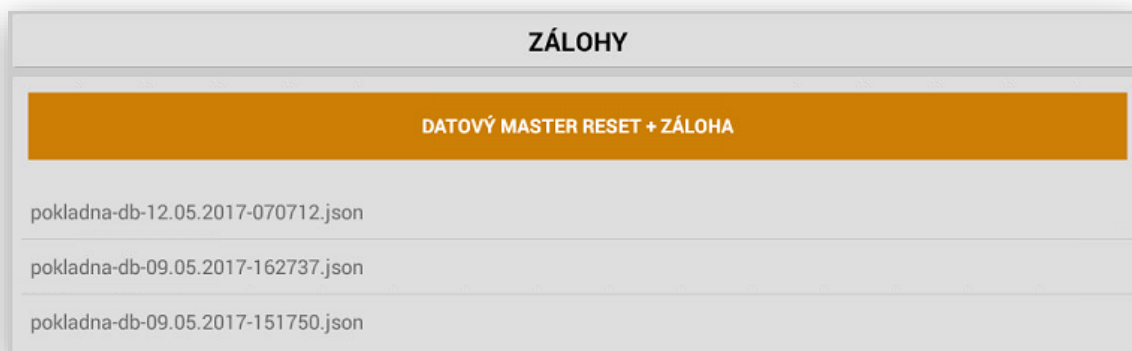 ZÁLOHY
DATOVÝ MASTER RESET + ZÁLOHA
pokladna-db-12.05.2017-070712.json
pokladna-db-09.05.2017-162737.json
pokladna-db-09.05.2017-151750.json